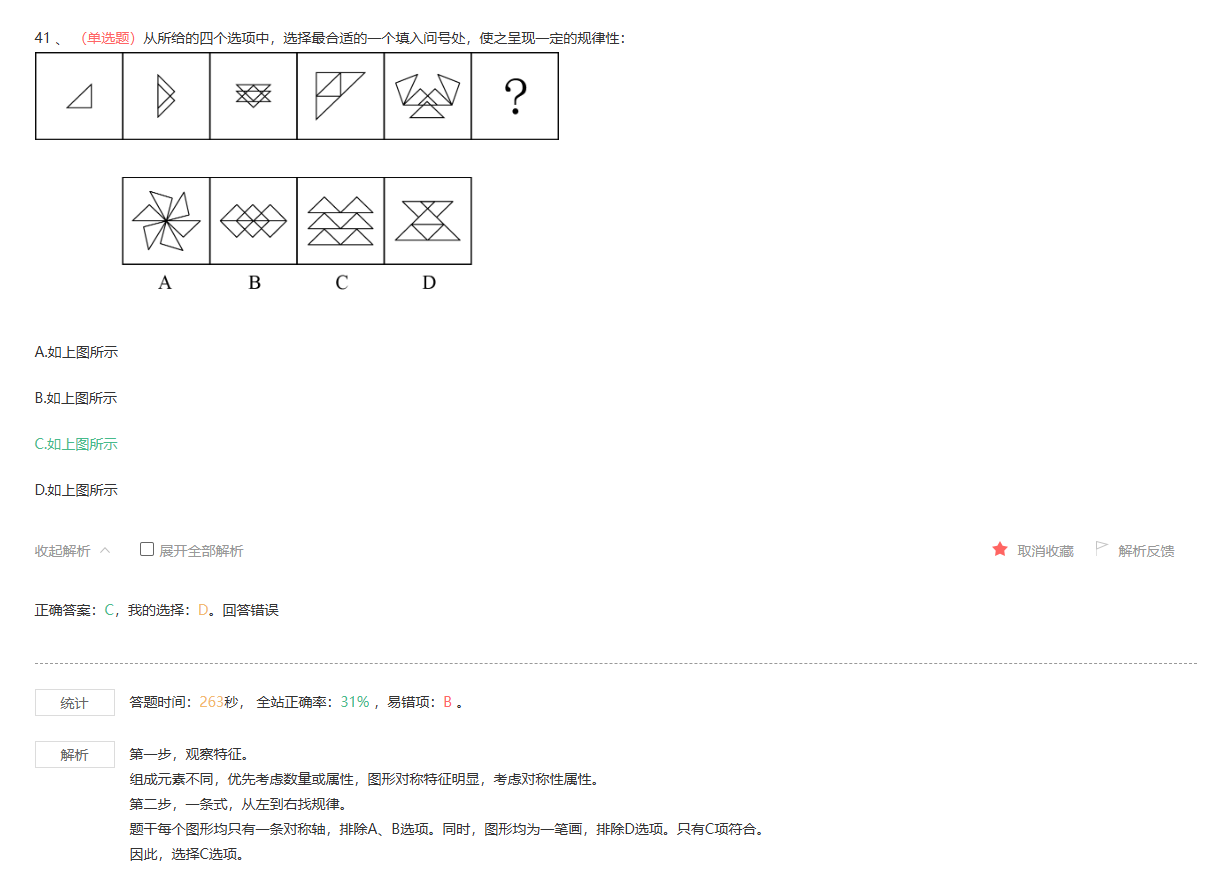 41 、 （单选题）从所给的四个选项中，选择最合适的一个填入问号处，使之呈现一定的规律性：
?
A B C D
A.如上图所示
B.如上图所示
C.如上图所示
D.如上图所示
收起解析 展开全部解析 取消收藏 解析反馈
正确答案：C，我的选择：D。回答错误
统计 答题时间：263秒， 全站正确率：31% ，易错项：B 。
解析 第一步，观察特征。
组成元素不同，优先考虑数量或属性，图形对称特征明显，考虑对称性属性。
第二步，一条式，从左到右找规律。
题干每个图形均只有一条对称轴，排除A、B选项。同时，图形均为一笔画，排除D选项。只有C项符合。
因此，选择C选项。